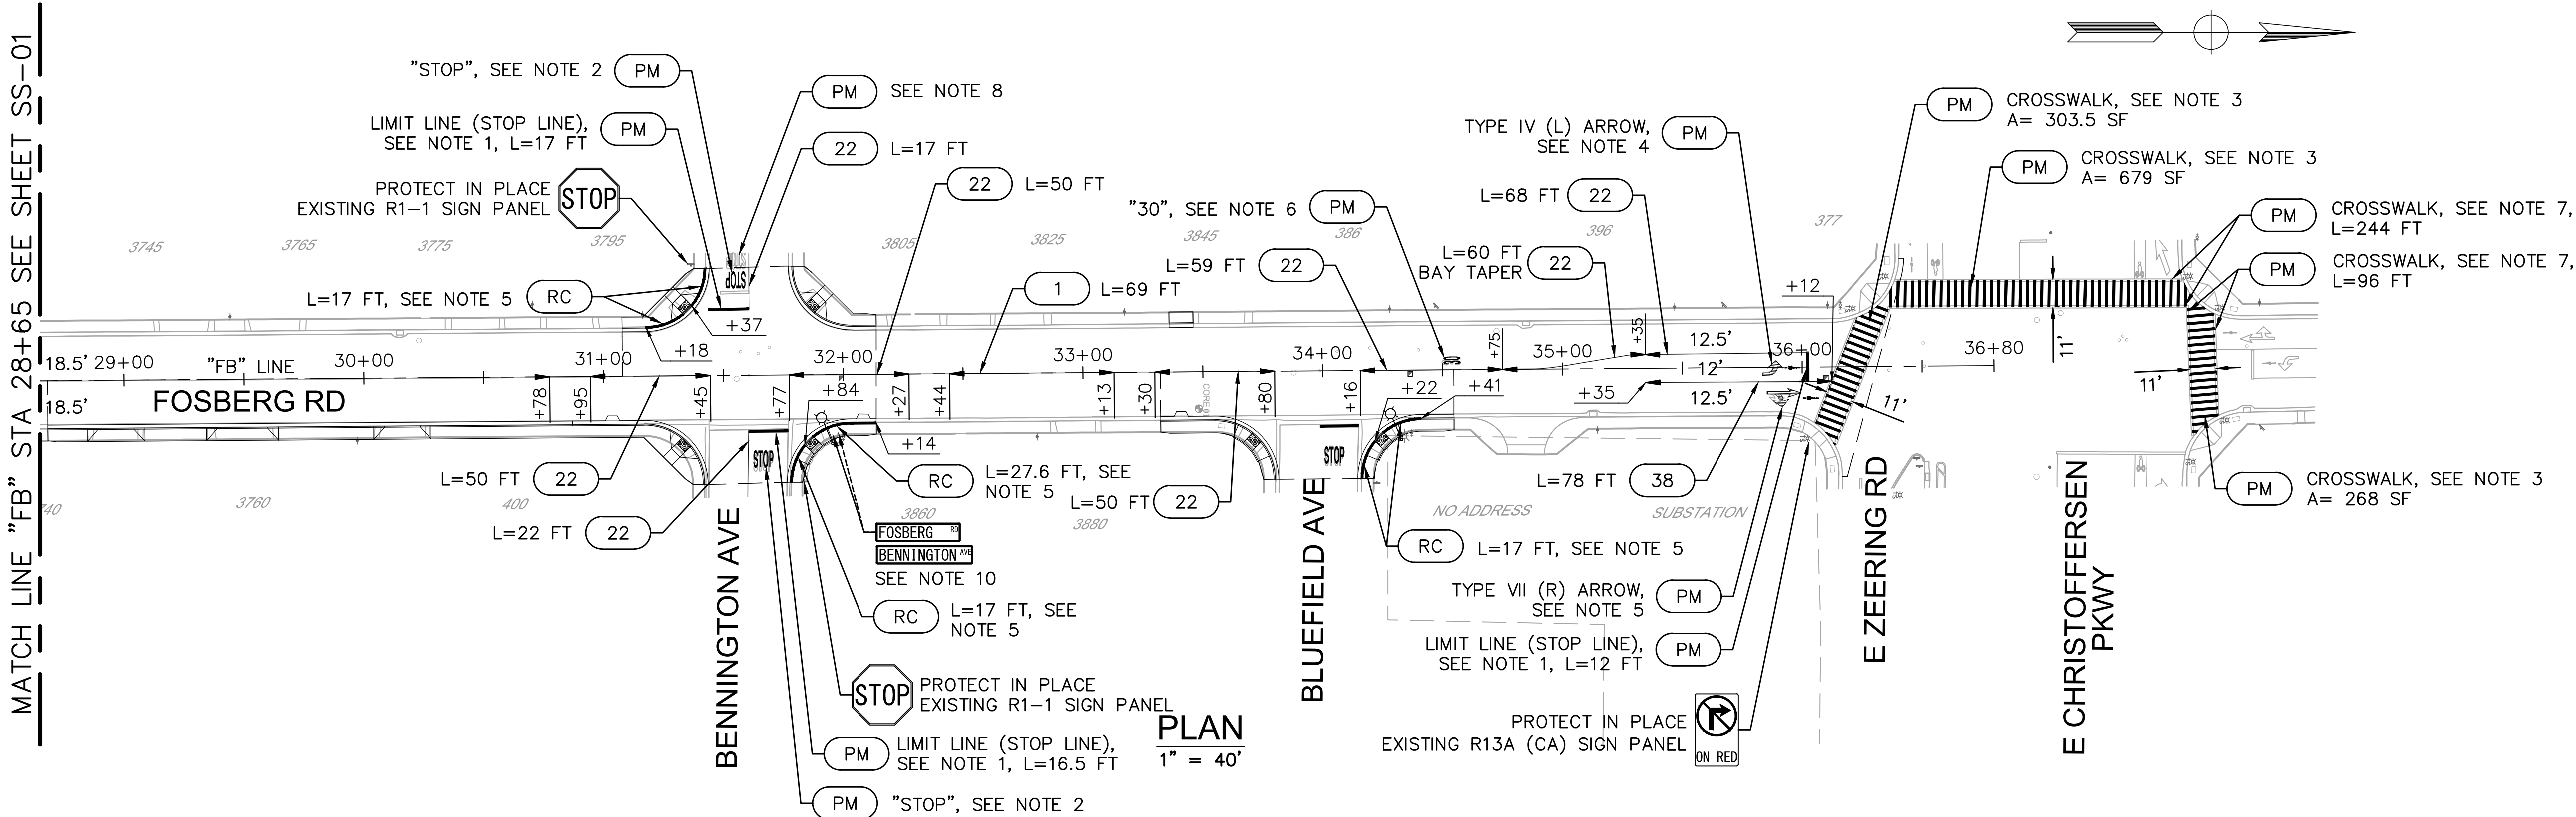 MATCH LINE "FB" STA 28+65 SEE SHEET SS-01
"STOP", SEE NOTE 2
PM
PM
SEE NOTE 8
LIMIT LINE (STOP LINE),
SEE NOTE 1, L=17 FT
PM
22
L=17 FT
PROTECT IN PLACE
EXISTING R1-1 SIGN PANEL
STOP
22
L=50 FT
"30", SEE NOTE 6
PM
TYPE IV (L) ARROW,
SEE NOTE 4
PM
L=68 FT
22
PM
CROSSWALK, SEE NOTE 3
A= 303.5 SF
PM
CROSSWALK, SEE NOTE 3
A= 679 SF
PM
CROSSWALK, SEE NOTE 7,
L=244 FT
PM
CROSSWALK, SEE NOTE 7,
L=96 FT
3745
3765
3775
3795
3805
3825
3845
386
396
377
L=59 FT
22
L=60 FT
BAY TAPER
22
L=17 FT, SEE NOTE 5
RC
1
L=69 FT
STOP
+37
+18
+12
+75
+35
12.5'
12'
12.5'
11'
11'
11'
18.5'
29+00
"FB" LINE
30+00
31+00
32+00
33+00
34+00
35+00
36+00
36+80
18.5'
FOSBERG RD
+78
+95
+45
+77
+84
+27
+44
+13
+30
+80
+16
+22
+41
+35
+14
STOP
STOP
L=50 FT
22
RC
L=27.6 FT, SEE
NOTE 5
L=50 FT
22
L=78 FT
38
PM
CROSSWALK, SEE NOTE 3
A= 268 SF
3760
400
3860
3880
NO ADDRESS
SUBSTATION
L=22 FT
22
FOSBERG RD
BENNINGTON AVE
SEE NOTE 10
RC
L=17 FT, SEE NOTE 5
RC
L=17 FT, SEE
NOTE 5
TYPE VII (R) ARROW,
SEE NOTE 5
PM
LIMIT LINE (STOP LINE),
SEE NOTE 1, L=12 FT
PM
STOP
PROTECT IN PLACE
EXISTING R1-1 SIGN PANEL
PROTECT IN PLACE
EXISTING R13A (CA) SIGN PANEL
ON RED
PM
LIMIT LINE (STOP LINE),
SEE NOTE 1, L=16.5 FT
PM
"STOP", SEE NOTE 2
BENNINGTON AVE
BLUEFIELD AVE
E ZEERING RD
E CHRISTOFFERSEN
PKWY
PLAN
1" = 40'